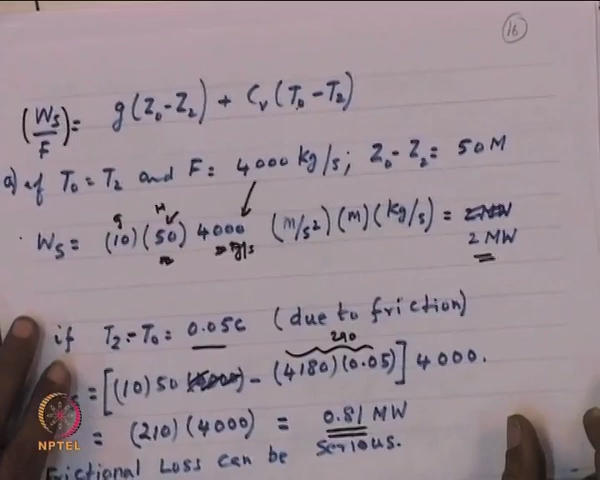 16
(Ws/F) = g(Z₀-Z₂) + Cᵥ(T₀-T₂)
a) if T₀ = T₂ and F = 4000 kg/s; Z₀-Z₂ = 50M
g M
Ws = (10)(50) 4000 (m/s²)(m)(kg/s) =
2 MW
if T₂-T₀ = 0.05C (due to friction)
210
= [(10)50 - (4180)(0.05)] 4000.
= (210)(4000) = 0.81 MW
Frictional Loss can be serious.
NPTEL